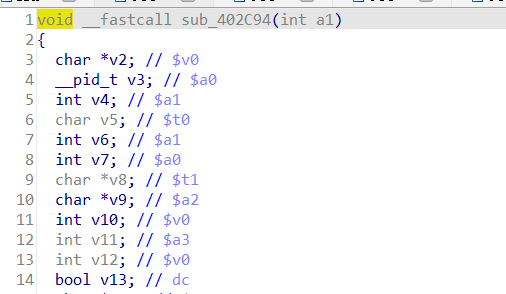 1 void __fastcall sub_402C94(int a1)
2 {
3 char *v2; // $v0
4 __pid_t v3; // $a0
5 int v4; // $a1
6 char v5; // $t0
7 int v6; // $a1
8 int v7; // $a0
9 char *v8; // $t1
10 char *v9; // $a2
11 int v10; // $v0
12 int v11; // $a3
13 int v12; // $v0
14 bool v13; // dc